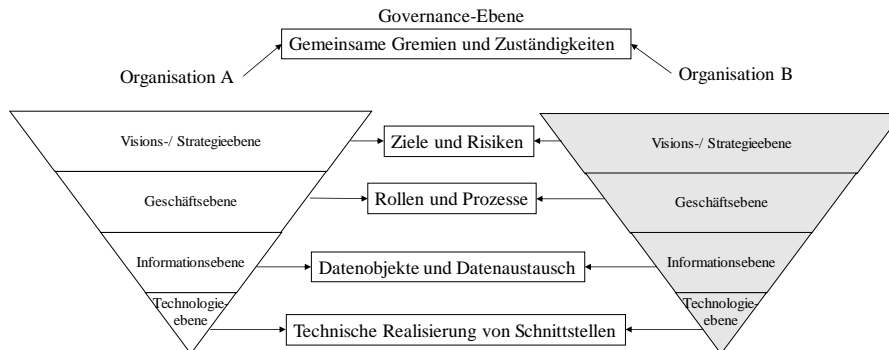 Governance-Ebene
Gemeinsame Gremien und Zuständigkeiten
Organisation A
Organisation B
Visions-/ Strategieebene
Ziele und Risiken
Visions-/ Strategieebene
Geschäftsebene
Rollen und Prozesse
Geschäftsebene
Informationsebene
Datenobjekte und Datenaustausch
Informationsebene
Technologie-
ebene
Technische Realisierung von Schnittstellen
Technologie-
ebene